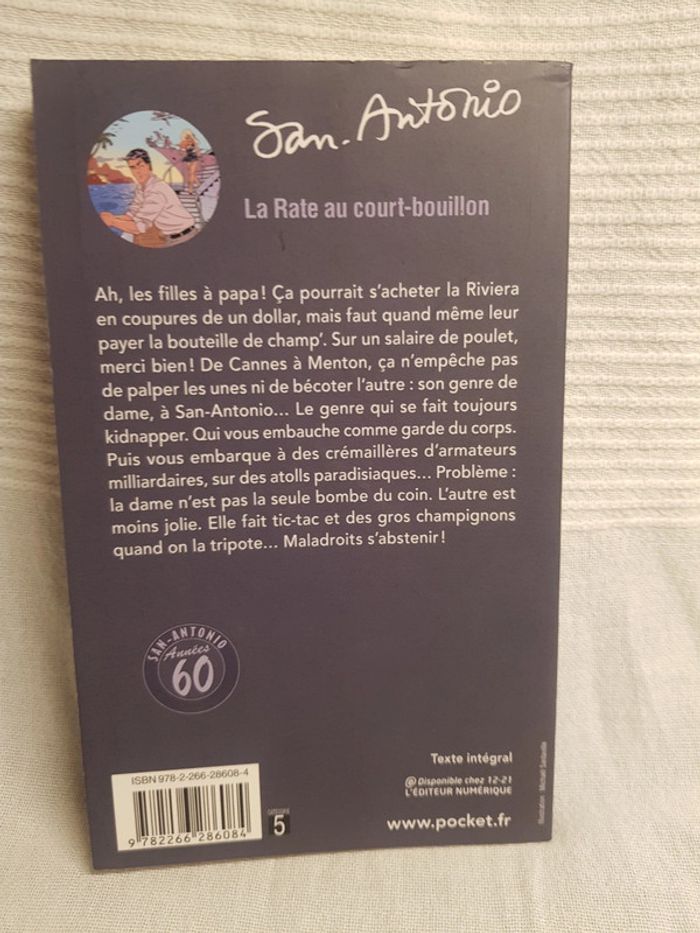 San-Antonio
La Rate au court-bouillon
Ah, les filles à papa ! Ça pourrait s'acheter la Riviera
en coupures de un dollar, mais faut quand même leur
payer la bouteille de champ'. Sur un salaire de poulet,
merci bien ! De Cannes à Menton, ça n'empêche pas
de palper les unes ni de bécoter l'autre : son genre de
dame, à San-Antonio... Le genre qui se fait toujours
kidnapper. Qui vous embauche comme garde du corps.
Puis vous embarque à des crémaillères d'armateurs
milliardaires, sur des atolls paradisiaques... Problème :
la dame n'est pas la seule bombe du coin. L'autre est
moins jolie. Elle fait tic-tac et des gros champignons
quand on la tripote... Maladroits s'abstenir !
SAN-ANTONIO
Années
60
Texte intégral
@ Disponible chez 12-21
L'ÉDITEUR NUMÉRIQUE
www.pocket.fr
ISBN 978-2-266-28608-4
9 782266 286084
CATÉGORIE
5
Illustration : Michaël Sanlaville